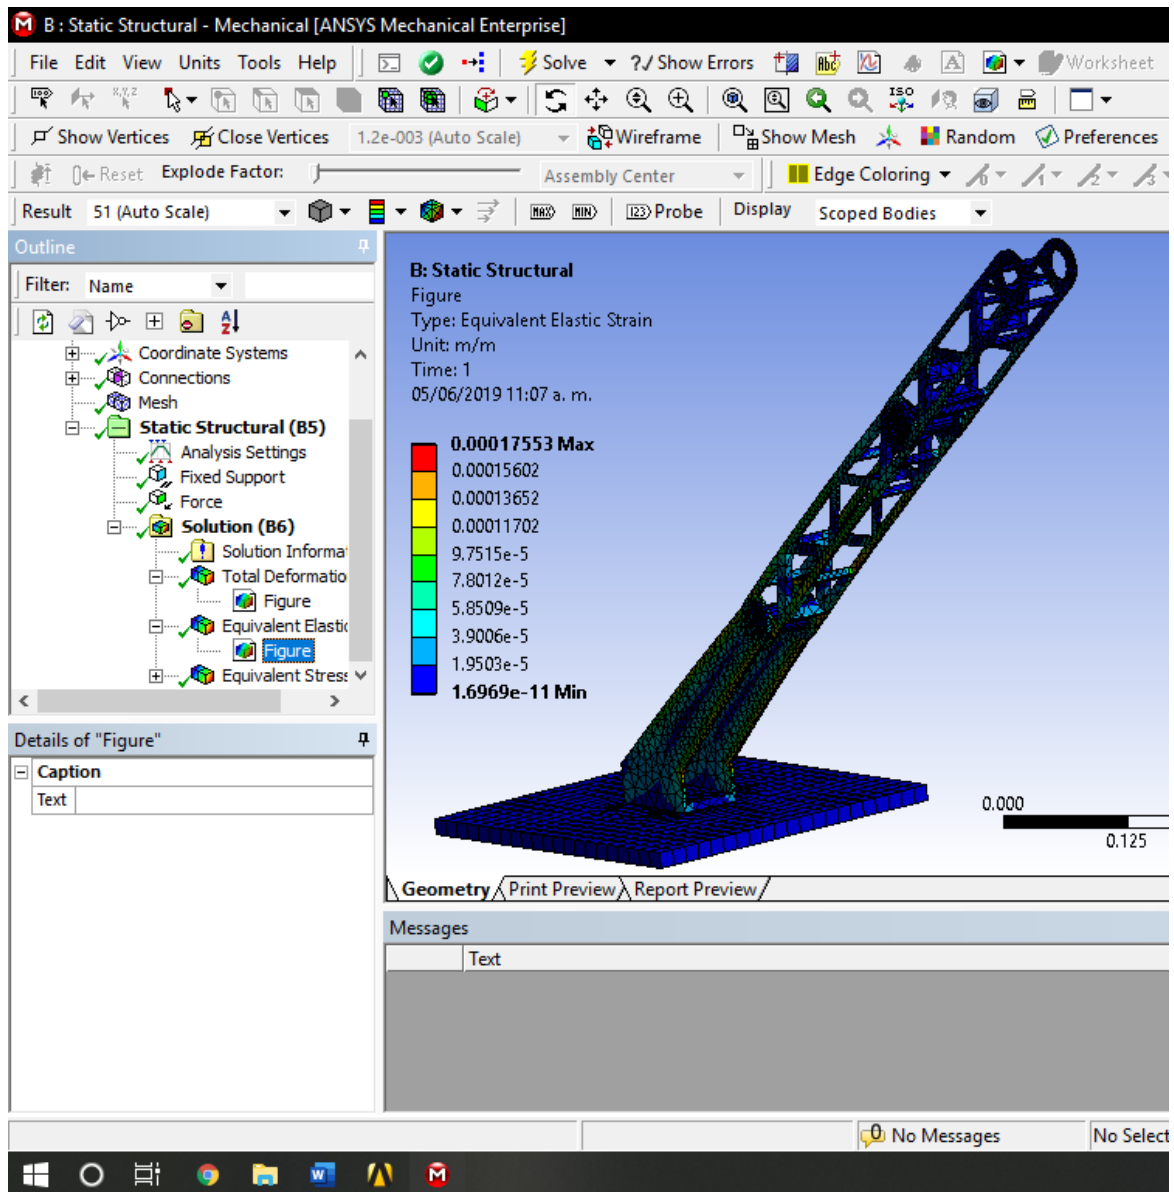 B : Static Structural - Mechanical [ANSYS Mechanical Enterprise]
File Edit View Units Tools Help Solve ?/ Show Errors Worksheet
Show Vertices Close Vertices 1.2e-003 (Auto Scale) Wireframe Show Mesh Random Preferences
Reset Explode Factor: Assembly Center Edge Coloring
Result 51 (Auto Scale) MAX MIN 123 Probe Display Scoped Bodies
Outline
Filter: Name
Coordinate Systems
Connections
Mesh
Static Structural (B5)
Analysis Settings
Fixed Support
Force
Solution (B6)
Solution Informat
Total Deformatio
Figure
Equivalent Elastic
Figure
Equivalent Stress
Details of "Figure"
Caption
Text
B: Static Structural
Figure
Type: Equivalent Elastic Strain
Unit: m/m
Time: 1
05/06/2019 11:07 a. m.
0.00017553 Max
0.00015602
0.00013652
0.00011702
9.7515e-5
7.8012e-5
5.8509e-5
3.9006e-5
1.9503e-5
1.6969e-11 Min
0.000
0.125
Geometry Print Preview Report Preview
Messages
Text
0 No Messages No Select